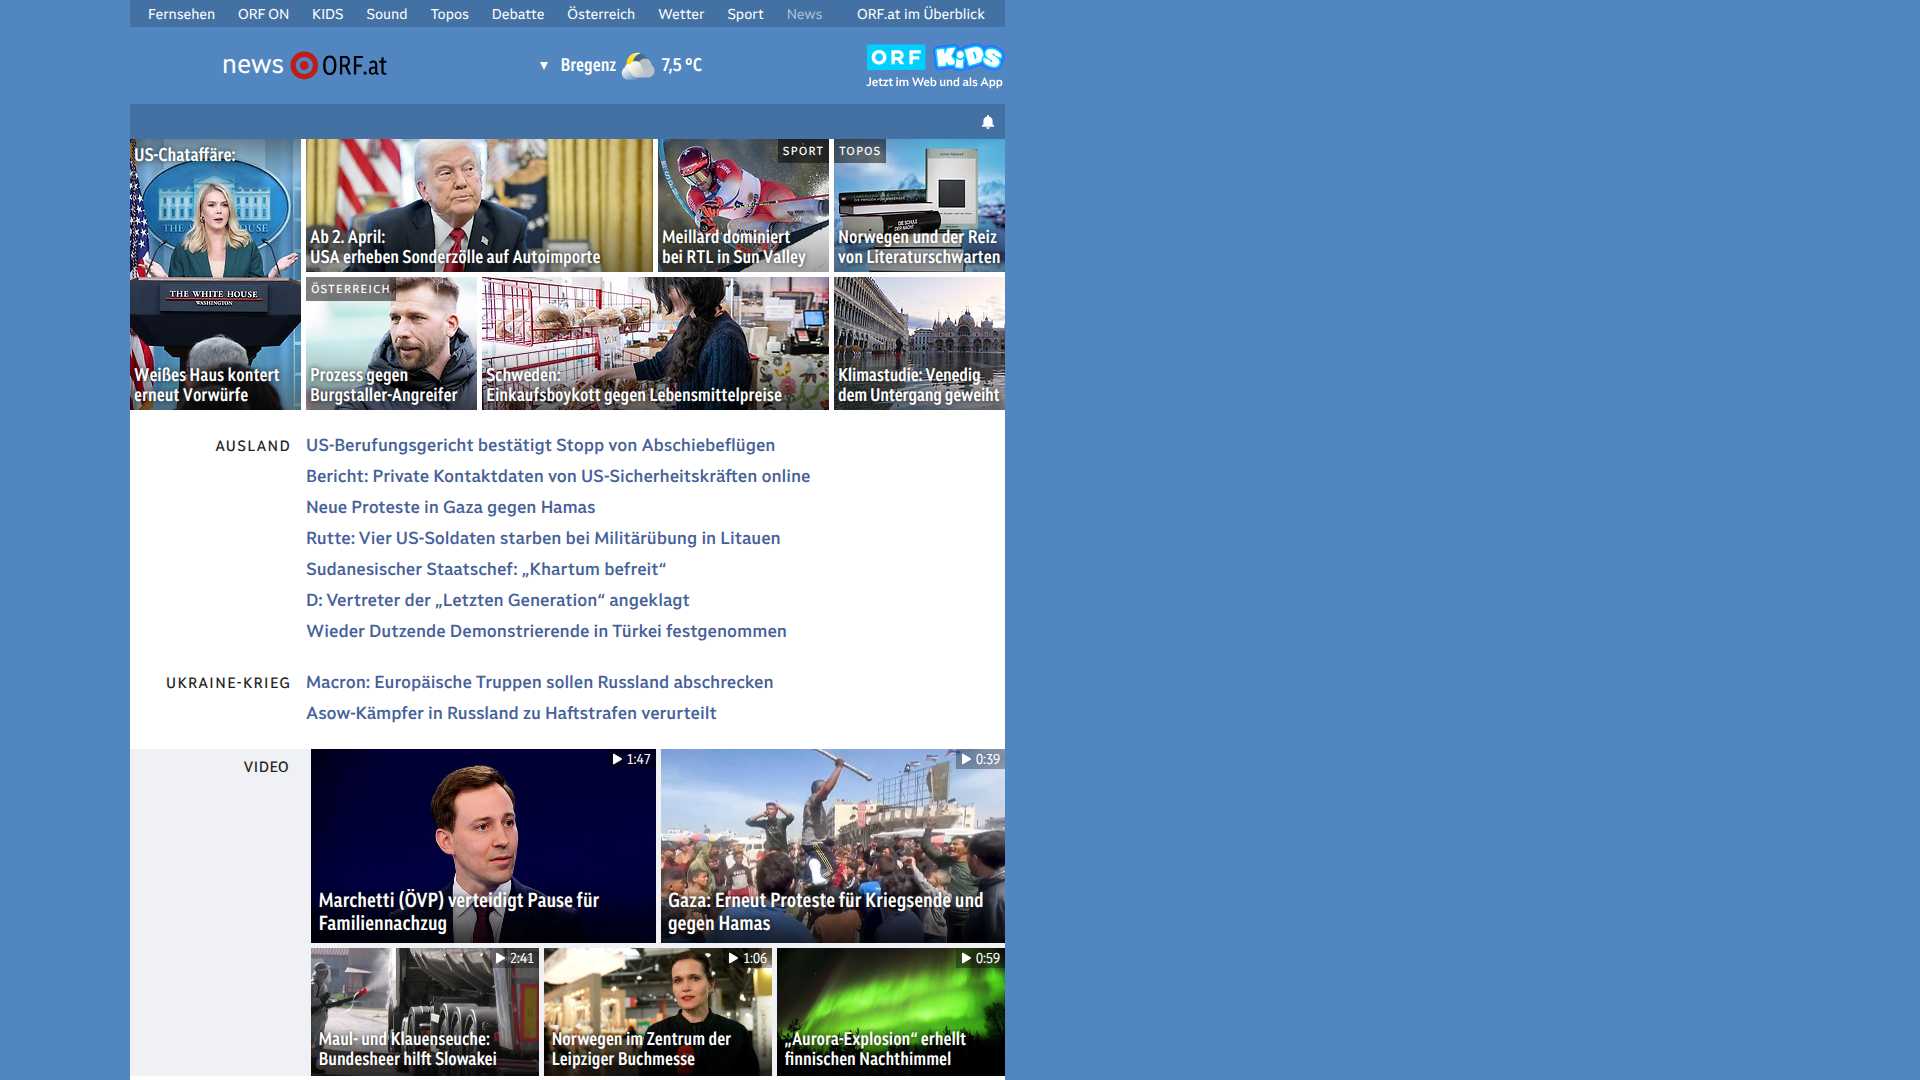 Fernsehen ORF ON KIDS Sound Topos Debatte Österreich Wetter Sport News ORF.at im Überblick
news ORF.at
Bregenz 7,5 °C
ORF KiDS
Jetzt im Web und als App
US-Chataffäre:
THE WHITE HOUSE
WASHINGTON
Weißes Haus kontert
erneut Vorwürfe
Ab 2. April:
USA erheben Sonderzölle auf Autoimporte
SPORT
Meillard dominiert
bei RTL in Sun Valley
TOPOS
Norwegen und der Reiz
von Literaturschwarten
ÖSTERREICH
Prozess gegen
Burgstaller-Angreifer
Schweden:
Einkaufsboykott gegen Lebensmittelpreise
Klimastudie: Venedig
dem Untergang geweiht
AUSLAND
US-Berufungsgericht bestätigt Stopp von Abschiebeflügen
Bericht: Private Kontaktdaten von US-Sicherheitskräften online
Neue Proteste in Gaza gegen Hamas
Rutte: Vier US-Soldaten starben bei Militärübung in Litauen
Sudanesischer Staatschef: „Khartum befreit“
D: Vertreter der „Letzten Generation“ angeklagt
Wieder Dutzende Demonstrierende in Türkei festgenommen
UKRAINE-KRIEG
Macron: Europäische Truppen sollen Russland abschrecken
Asow-Kämpfer in Russland zu Haftstrafen verurteilt
VIDEO
1:47
Marchetti (ÖVP) verteidigt Pause für
Familiennachzug
0:39
Gaza: Erneut Proteste für Kriegsende und
gegen Hamas
2:41
Maul- und Klauenseuche:
Bundesheer hilft Slowakei
1:06
Norwegen im Zentrum der
Leipziger Buchmesse
0:59
„Aurora-Explosion“ erhellt
finnischen Nachthimmel